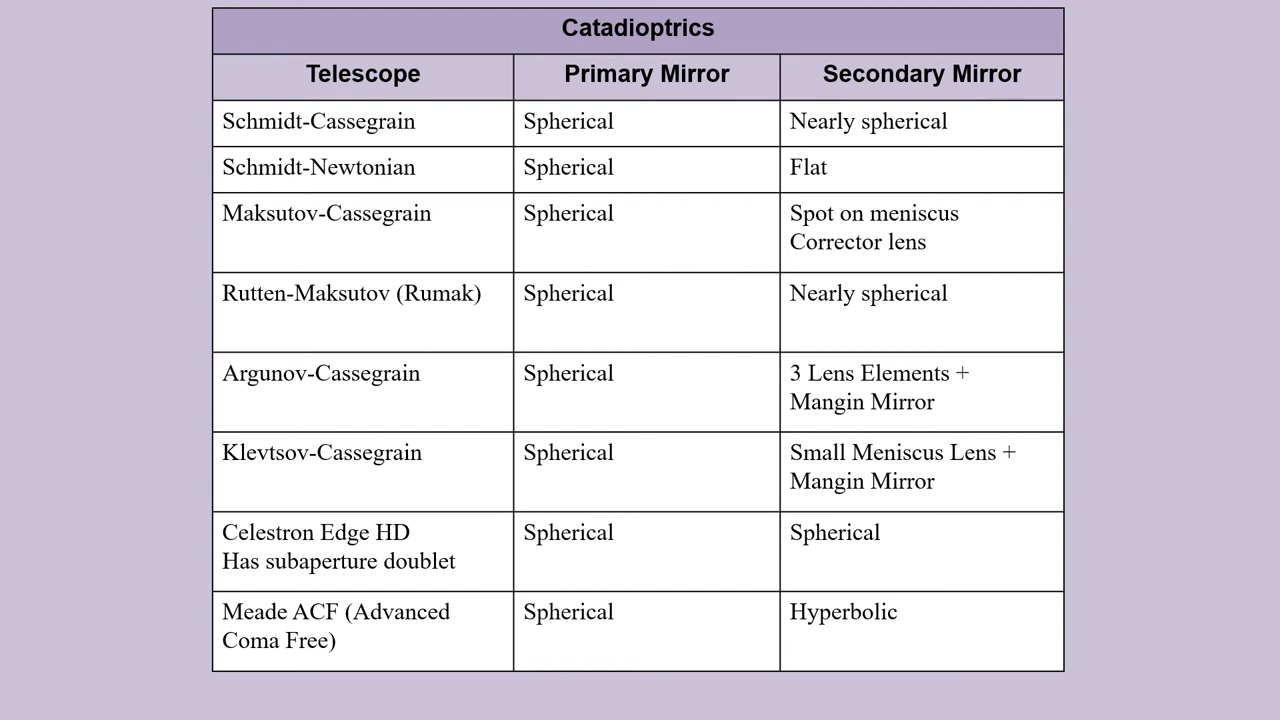 Catadioptrics
Telescope
Primary Mirror
Secondary Mirror
Schmidt-Cassegrain
Spherical
Nearly spherical
Schmidt-Newtonian
Spherical
Flat
Maksutov-Cassegrain
Spherical
Spot on meniscus
Corrector lens
Rutten-Maksutov (Rumak)
Spherical
Nearly spherical
Argunov-Cassegrain
Spherical
3 Lens Elements +
Mangin Mirror
Klevtsov-Cassegrain
Spherical
Small Meniscus Lens +
Mangin Mirror
Celestron Edge HD
Has subaperture doublet
Spherical
Spherical
Meade ACF (Advanced
Coma Free)
Spherical
Hyperbolic